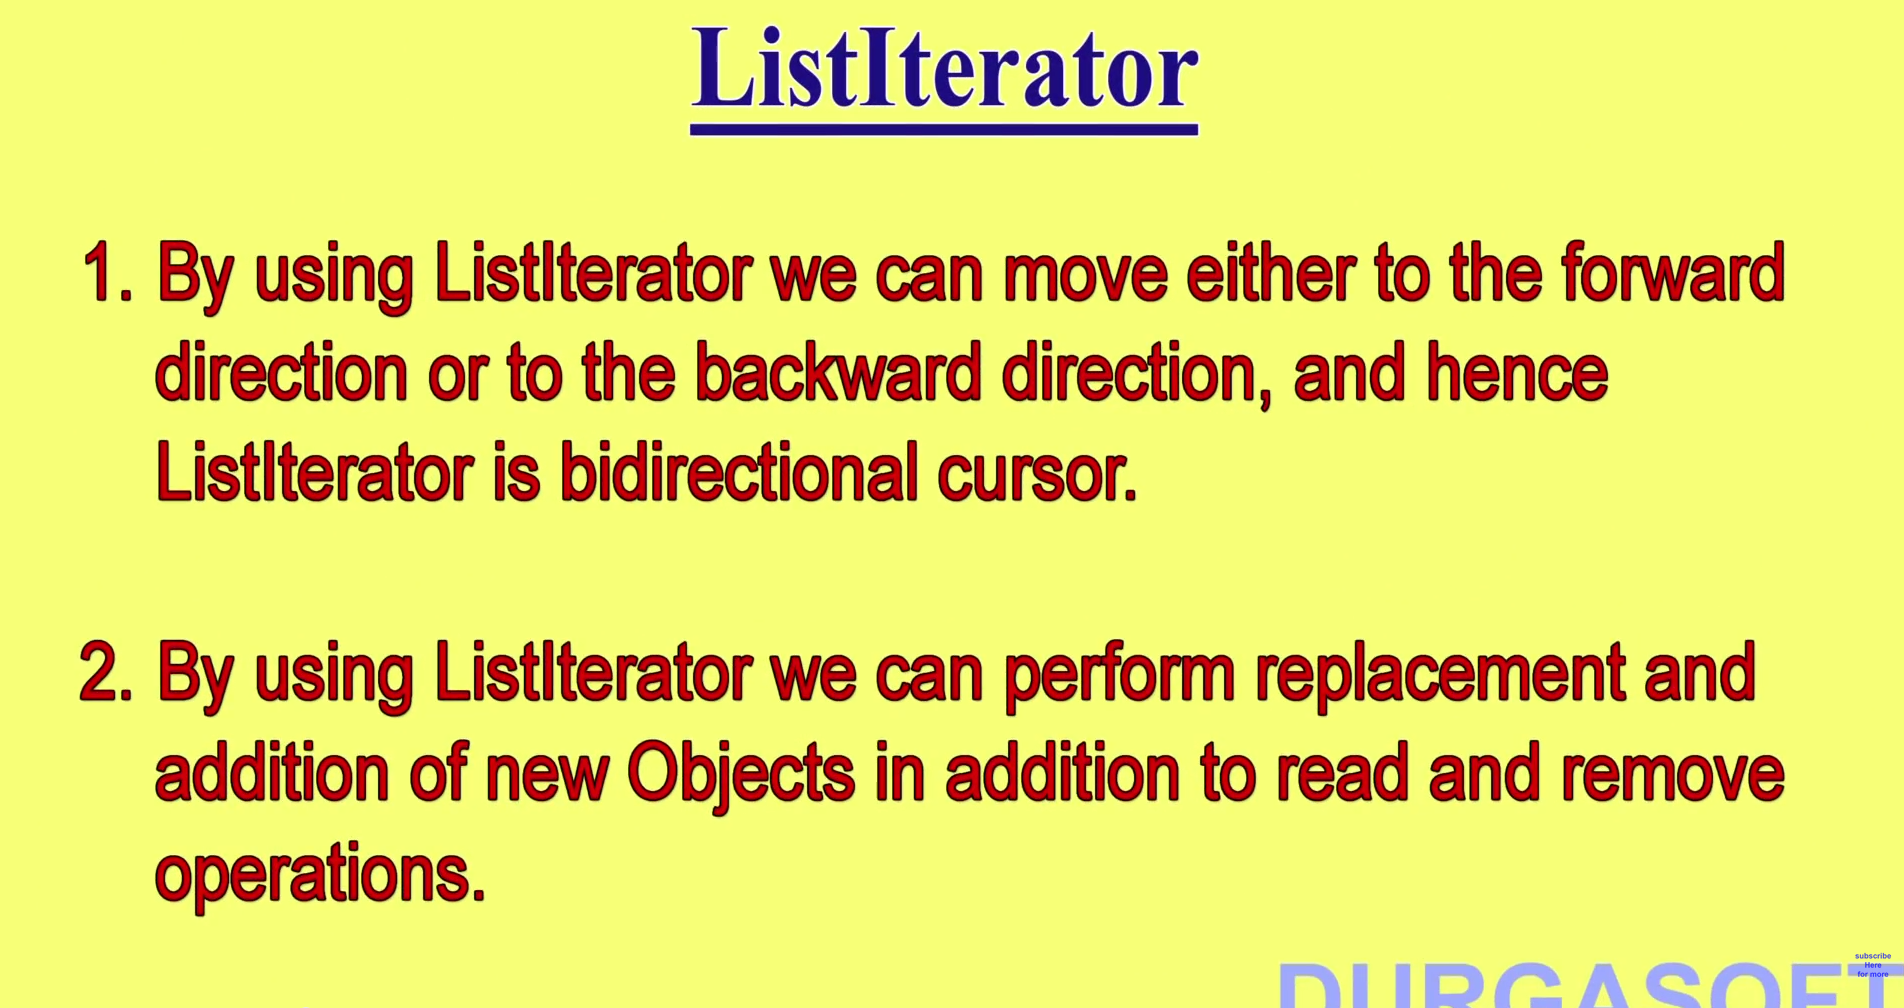 ListIterator
1. By using ListIterator we can move either to the forward
direction or to the backward direction, and hence
ListIterator is bidirectional cursor.
2. By using ListIterator we can perform replacement and
addition of new Objects in addition to read and remove
operations.
DURGASOFT
subscribe
Here
for more